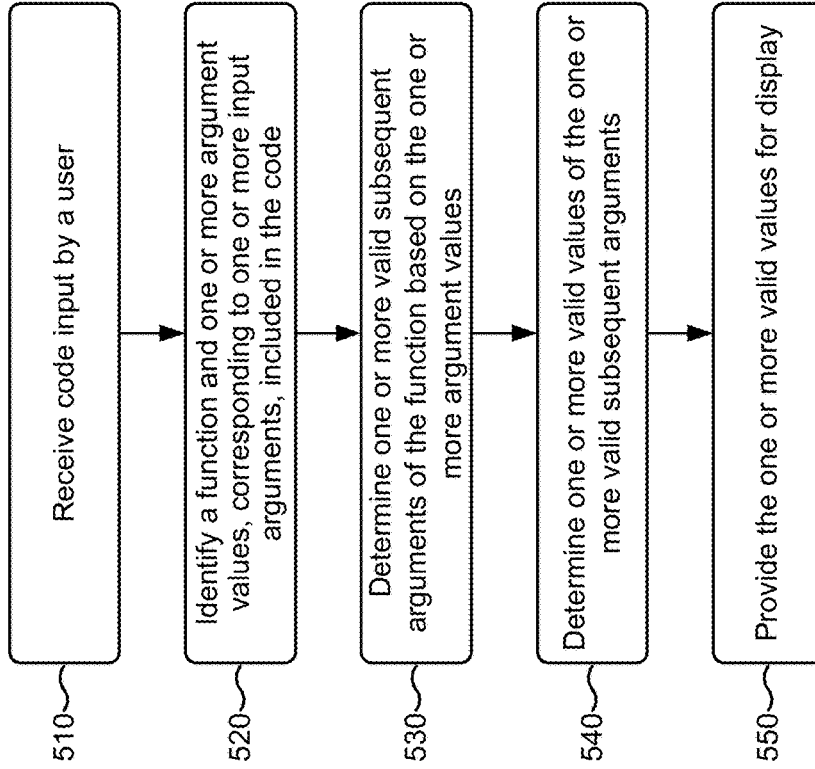 510
Receive code input by a user
520
Identify a function and one or more argument
values, corresponding to one or more input
arguments, included in the code
530
Determine one or more valid subsequent
arguments of the function based on the one or
more argument values
540
Determine one or more valid values of the one or
more valid subsequent arguments
550
Provide the one or more valid values for display